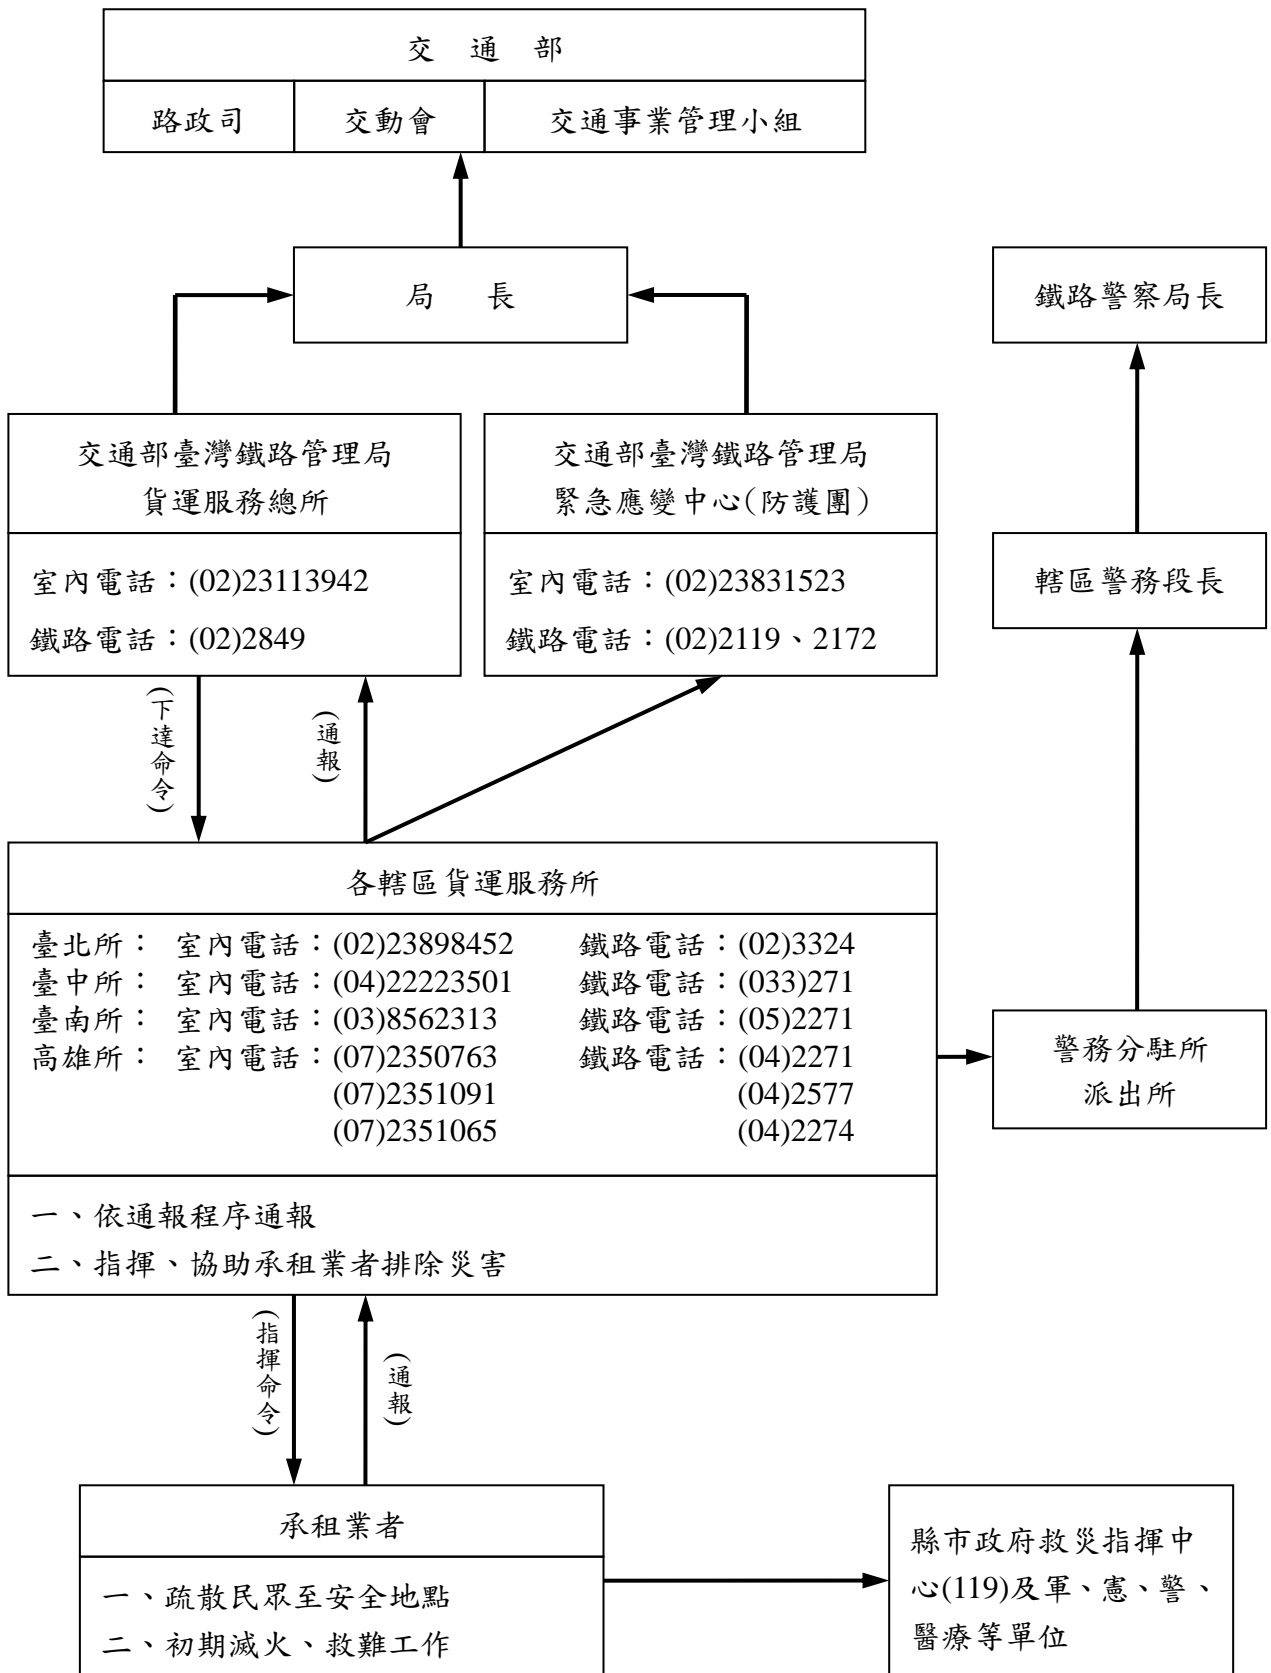 交 通 部
路政司 交動會 交通事業管理小組
局 長
鐵路警察局長
交通部臺灣鐵路管理局
貨運服務總所
室內電話：(02)23113942
鐵路電話：(02)2849
交通部臺灣鐵路管理局
緊急應變中心(防護團)
室內電話：(02)23831523
鐵路電話：(02)2119、2172
轄區警務段長
(下達命令)
(通報)
各轄區貨運服務所
臺北所： 室內電話：(02)23898452 鐵路電話：(02)3324
臺中所： 室內電話：(04)22223501 鐵路電話：(033)271
臺南所： 室內電話：(03)8562313 鐵路電話：(05)2271
高雄所： 室內電話：(07)2350763 鐵路電話：(04)2271
(07)2351091 (04)2577
(07)2351065 (04)2274
一、依通報程序通報
二、指揮、協助承租業者排除災害
警務分駐所
派出所
(指揮命令)
(通報)
承租業者
一、疏散民眾至安全地點
二、初期滅火、救難工作
縣市政府救災指揮中
心(119)及軍、憲、警、
醫療等單位